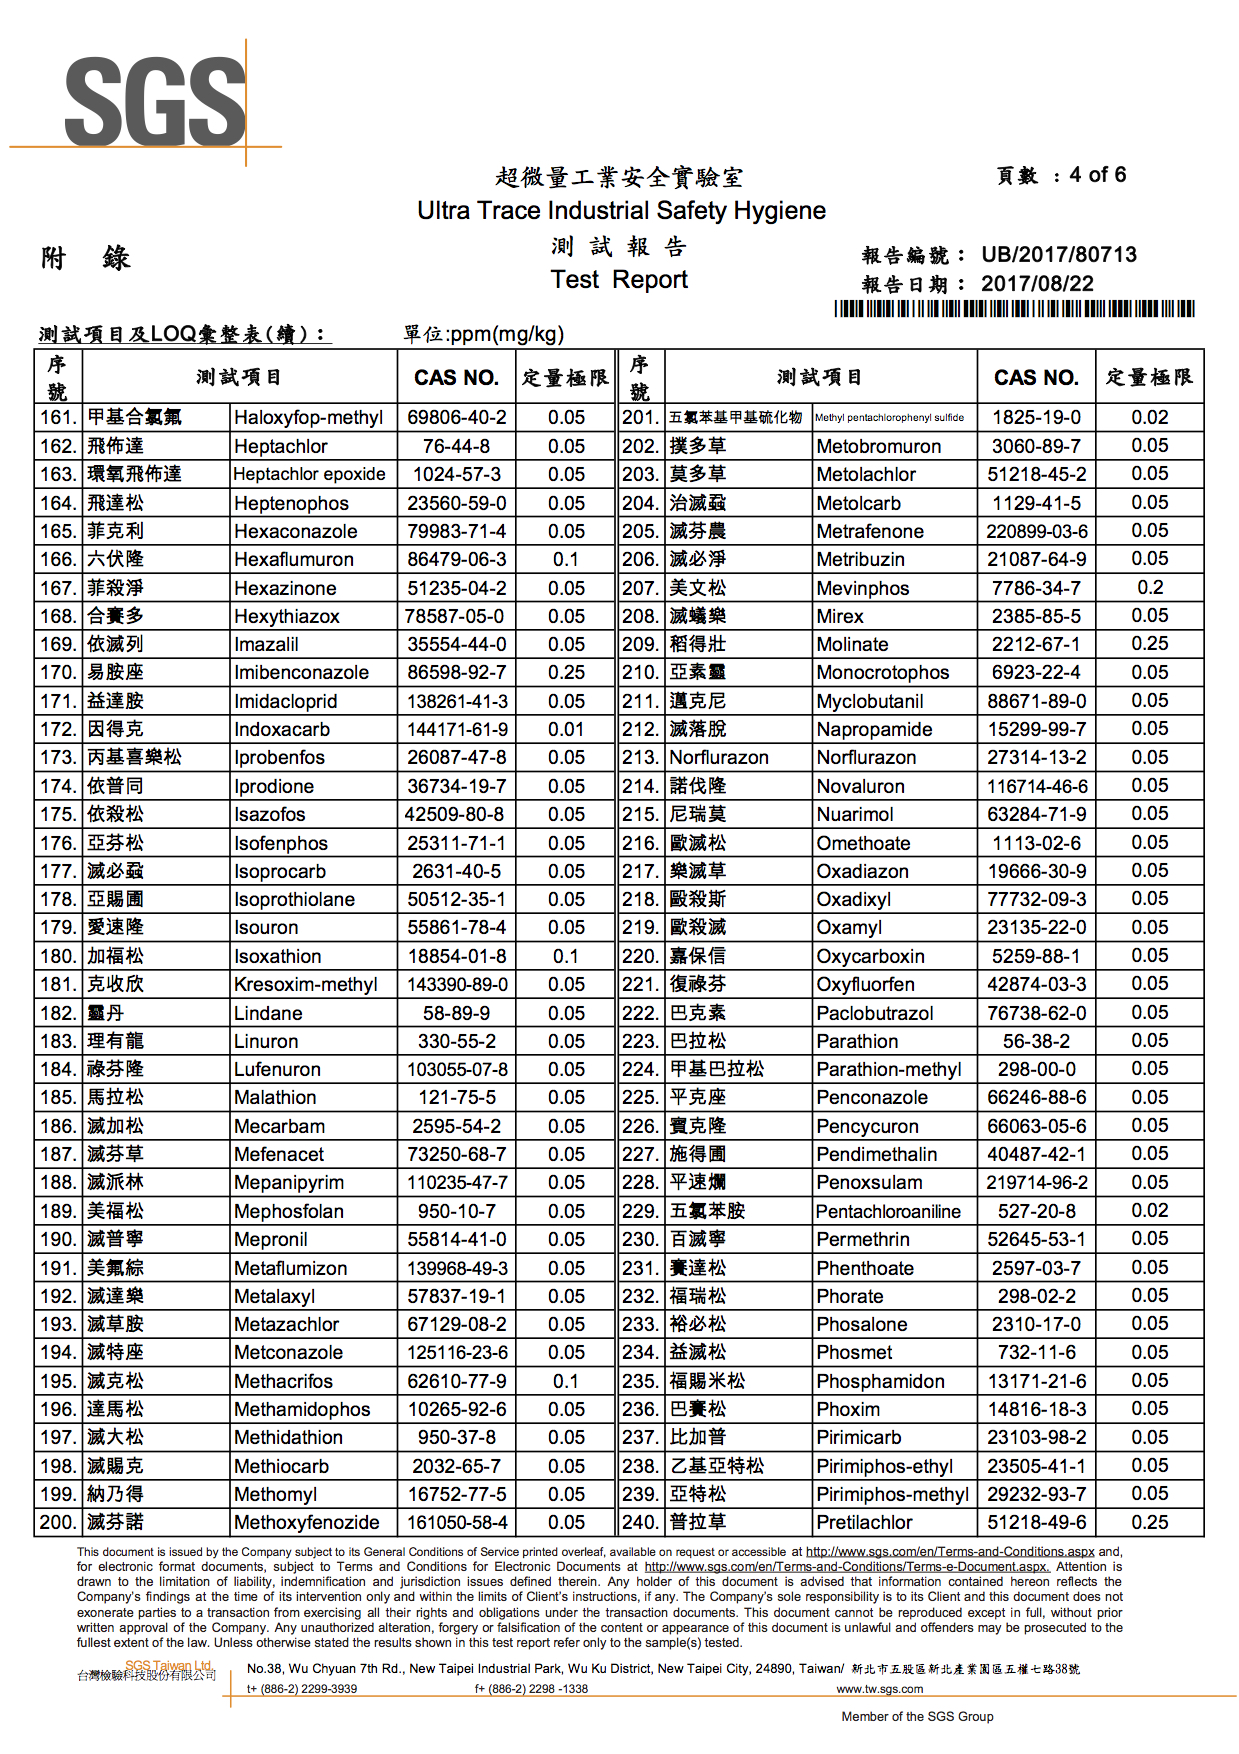 SGS
超微量工業安全實驗室
頁數 : 4 of 6
Ultra Trace Industrial Safety Hygiene
測 試 報 告
附 錄
報告編號： UB/2017/80713
Test Report
報告日期： 2017/08/22
測試項目及LOQ彙整表(續)：
單位:ppm(mg/kg)
序號 測試項目 CAS NO. 定量極限 序號 測試項目 CAS NO. 定量極限
161. 甲基合氯氟 Haloxyfop-methyl 69806-40-2 0.05 201. 五氯苯基甲基硫化物 Methyl pentachlorophenyl sulfide 1825-19-0 0.02
162. 飛佈達 Heptachlor 76-44-8 0.05 202. 撲多草 Metobromuron 3060-89-7 0.05
163. 環氧飛佈達 Heptachlor epoxide 1024-57-3 0.05 203. 莫多草 Metolachlor 51218-45-2 0.05
164. 飛達松 Heptenophos 23560-59-0 0.05 204. 治滅蝨 Metolcarb 1129-41-5 0.05
165. 菲克利 Hexaconazole 79983-71-4 0.05 205. 滅芬農 Metrafenone 220899-03-6 0.05
166. 六伏隆 Hexaflumuron 86479-06-3 0.1 206. 滅必淨 Metribuzin 21087-64-9 0.05
167. 菲殺淨 Hexazinone 51235-04-2 0.05 207. 美文松 Mevinphos 7786-34-7 0.2
168. 合賽多 Hexythiazox 78587-05-0 0.05 208. 滅蟻樂 Mirex 2385-85-5 0.05
169. 依滅列 Imazalil 35554-44-0 0.05 209. 稻得壯 Molinate 2212-67-1 0.25
170. 易胺座 Imibenconazole 86598-92-7 0.25 210. 亞素靈 Monocrotophos 6923-22-4 0.05
171. 益達胺 Imidacloprid 138261-41-3 0.05 211. 邁克尼 Myclobutanil 88671-89-0 0.05
172. 因得克 Indoxacarb 144171-61-9 0.01 212. 滅落脫 Napropamide 15299-99-7 0.05
173. 丙基喜樂松 Iprobenfos 26087-47-8 0.05 213. Norflurazon Norflurazon 27314-13-2 0.05
174. 依普同 Iprodione 36734-19-7 0.05 214. 諾伐隆 Novaluron 116714-46-6 0.05
175. 依殺松 Isazofos 42509-80-8 0.05 215. 尼瑞莫 Nuarimol 63284-71-9 0.05
176. 亞芬松 Isofenphos 25311-71-1 0.05 216. 歐滅松 Omethoate 1113-02-6 0.05
177. 滅必蝨 Isoprocarb 2631-40-5 0.05 217. 樂滅草 Oxadiazon 19666-30-9 0.05
178. 亞賜圃 Isoprothiolane 50512-35-1 0.05 218. 毆殺斯 Oxadixyl 77732-09-3 0.05
179. 愛速隆 Isouron 55861-78-4 0.05 219. 歐殺滅 Oxamyl 23135-22-0 0.05
180. 加福松 Isoxathion 18854-01-8 0.1 220. 嘉保信 Oxycarboxin 5259-88-1 0.05
181. 克收欣 Kresoxim-methyl 143390-89-0 0.05 221. 復祿芬 Oxyfluorfen 42874-03-3 0.05
182. 靈丹 Lindane 58-89-9 0.05 222. 巴克素 Paclobutrazol 76738-62-0 0.05
183. 理有龍 Linuron 330-55-2 0.05 223. 巴拉松 Parathion 56-38-2 0.05
184. 祿芬隆 Lufenuron 103055-07-8 0.05 224. 甲基巴拉松 Parathion-methyl 298-00-0 0.05
185. 馬拉松 Malathion 121-75-5 0.05 225. 平克座 Penconazole 66246-88-6 0.05
186. 滅加松 Mecarbam 2595-54-2 0.05 226. 賓克隆 Pencycuron 66063-05-6 0.05
187. 滅芬草 Mefenacet 73250-68-7 0.05 227. 施得圃 Pendimethalin 40487-42-1 0.05
188. 滅派林 Mepanipyrim 110235-47-7 0.05 228. 平速爛 Penoxsulam 219714-96-2 0.05
189. 美福松 Mephosfolan 950-10-7 0.05 229. 五氯苯胺 Pentachloroaniline 527-20-8 0.02
190. 滅普寧 Mepronil 55814-41-0 0.05 230. 百滅寧 Permethrin 52645-53-1 0.05
191. 美氟綜 Metaflumizon 139968-49-3 0.05 231. 賽達松 Phenthoate 2597-03-7 0.05
192. 滅達樂 Metalaxyl 57837-19-1 0.05 232. 福瑞松 Phorate 298-02-2 0.05
193. 滅草胺 Metazachlor 67129-08-2 0.05 233. 裕必松 Phosalone 2310-17-0 0.05
194. 滅特座 Metconazole 125116-23-6 0.05 234. 益滅松 Phosmet 732-11-6 0.05
195. 滅克松 Methacrifos 62610-77-9 0.1 235. 福賜米松 Phosphamidon 13171-21-6 0.05
196. 達馬松 Methamidophos 10265-92-6 0.05 236. 巴賽松 Phoxim 14816-18-3 0.05
197. 滅大松 Methidathion 950-37-8 0.05 237. 比加普 Pirimicarb 23103-98-2 0.05
198. 滅賜克 Methiocarb 2032-65-7 0.05 238. 乙基亞特松 Pirimiphos-ethyl 23505-41-1 0.05
199. 納乃得 Methomyl 16752-77-5 0.05 239. 亞特松 Pirimiphos-methyl 29232-93-7 0.05
200. 滅芬諾 Methoxyfenozide 161050-58-4 0.05 240. 普拉草 Pretilachlor 51218-49-6 0.25
This document is issued by the Company subject to its General Conditions of Service printed overleaf, available on request or accessible at http://www.sgs.com/en/Terms-and-Conditions.aspx and,
for electronic format documents, subject to Terms and Conditions for Electronic Documents at http://www.sgs.com/en/Terms-and-Conditions/Terms-e-Document.aspx. Attention is
drawn to the limitation of liability, indemnification and jurisdiction issues defined therein. Any holder of this document is advised that information contained hereon reflects the
Company's findings at the time of its intervention only and within the limits of Client's instructions, if any. The Company's sole responsibility is to its Client and this document does not
exonerate parties to a transaction from exercising all their rights and obligations under the transaction documents. This document cannot be reproduced except in full, without prior
written approval of the Company. Any unauthorized alteration, forgery or falsification of the content or appearance of this document is unlawful and offenders may be prosecuted to the
fullest extent of the law. Unless otherwise stated the results shown in this test report refer only to the sample(s) tested.
SGS Taiwan Ltd.
台灣檢驗科技股份有限公司
No.38, Wu Chyuan 7th Rd., New Taipei Industrial Park, Wu Ku District, New Taipei City, 24890, Taiwan/ 新北市五股區新北產業園區五權七路38號
t+ (886-2) 2299-3939 f+ (886-2) 2298 -1338 www.tw.sgs.com
Member of the SGS Group